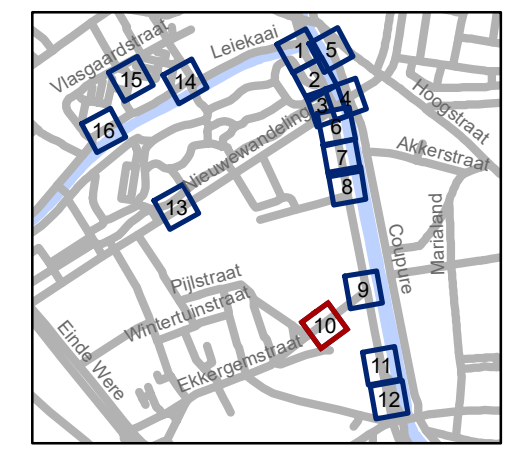 Vlasgaardstraat
Leiekaai
1
5
15
14
2
3
4
Hoogstraat
16
Nieuwewandeling
6
Akkerstraat
7
8
13
Marialand
Coupure
Pijlstraat
9
Wintertuinstraat
10
Einde Were
Ekkergemstraat
11
12